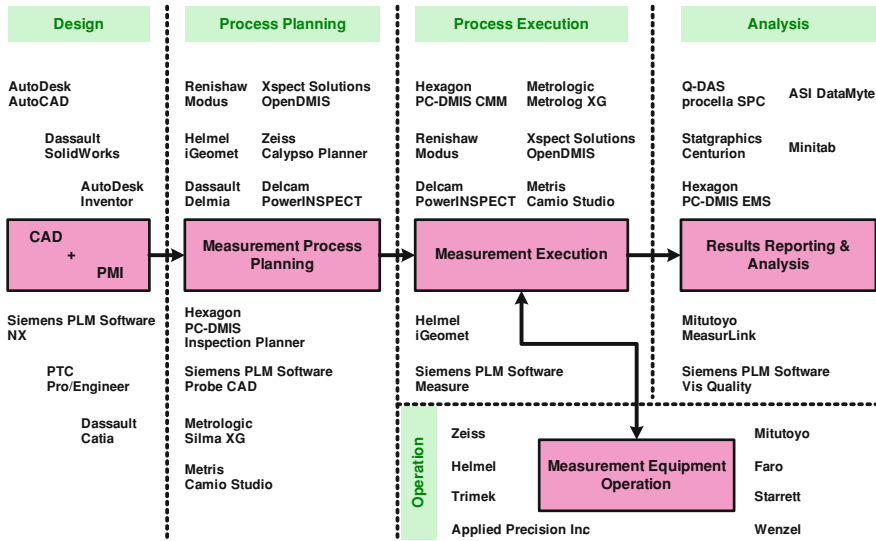 Design
Process Planning
Process Execution
Analysis
AutoDesk
AutoCAD
Dassault
SolidWorks
AutoDesk
Inventor
CAD
+
PMI
Siemens PLM Software
NX
PTC
Pro/Engineer
Dassault
Catia
Renishaw
Modus
Xspect Solutions
OpenDMIS
Helmel
iGeomet
Zeiss
Calypso Planner
Dassault
Delmia
Delcam
PowerINSPECT
Measurement Process
Planning
Hexagon
PC-DMIS
Inspection Planner
Siemens PLM Software
Probe CAD
Metrologic
Silma XG
Metris
Camio Studio
Hexagon
PC-DMIS CMM
Metrologic
Metrolog XG
Renishaw
Modus
Xspect Solutions
OpenDMIS
Delcam
PowerINSPECT
Metris
Camio Studio
Measurement Execution
Helmel
iGeomet
Siemens PLM Software
Measure
Q-DAS
procella SPC
ASI DataMyte
Statgraphics
Centurion
Minitab
Hexagon
PC-DMIS EMS
Results Reporting &
Analysis
Mitutoyo
MeasurLink
Siemens PLM Software
Vis Quality
Operation
Zeiss
Helmel
Trimek
Applied Precision Inc
Measurement Equipment
Operation
Mitutoyo
Faro
Starrett
Wenzel